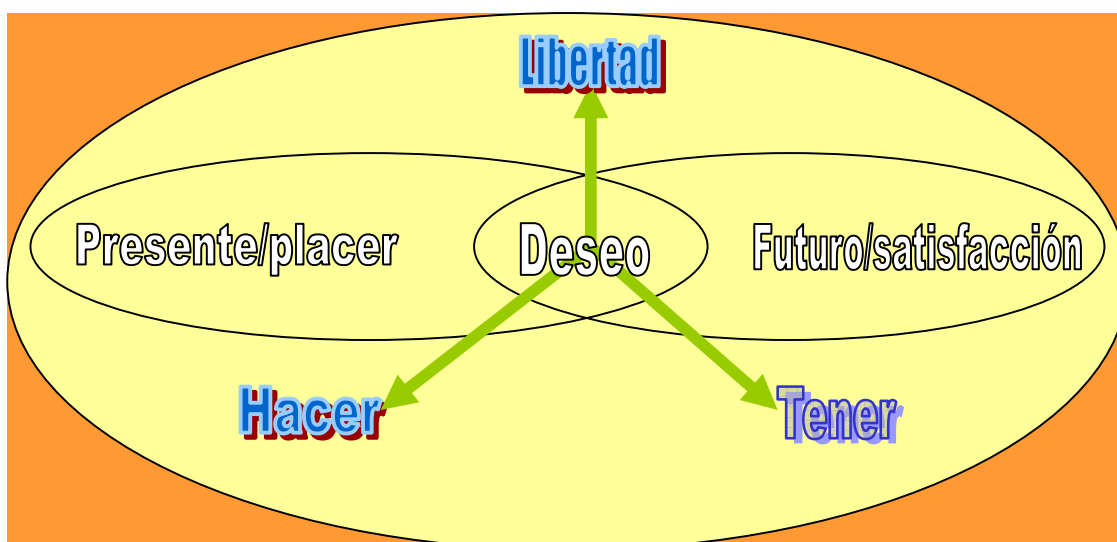 Libertad
Presente/placer
Deseo
Futuro/satisfacción
Hacer
Tener